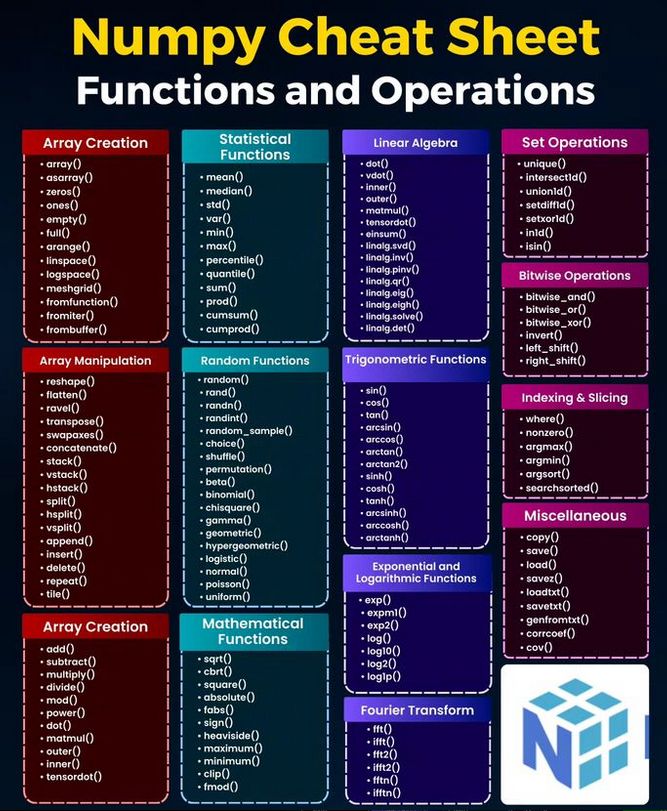 Numpy Cheat Sheet
Functions and Operations
Array Creation
• array()
• asarray()
• zeros()
• ones()
• empty()
• full()
• arange()
• linspace()
• logspace()
• meshgrid()
• fromfunction()
• fromiter()
• frombuffer()
Array Manipulation
• reshape()
• flatten()
• ravel()
• transpose()
• swapaxes()
• concatenate()
• stack()
• vstack()
• hstack()
• split()
• hsplit()
• vsplit()
• append()
• insert()
• delete()
• repeat()
• tile()
Array Creation
• add()
• subtract()
• multiply()
• divide()
• mod()
• power()
• dot()
• matmul()
• outer()
• inner()
• tensordot()
Statistical
Functions
• mean()
• median()
• std()
• var()
• min()
• max()
• percentile()
• quantile()
• sum()
• prod()
• cumsum()
• cumprod()
Random Functions
• random()
• rand()
• randn()
• randint()
• random_sample()
• choice()
• shuffle()
• permutation()
• beta()
• binomial()
• chisquare()
• gamma()
• geometric()
• hypergeometric()
• logistic()
• normal()
• poisson()
• uniform()
Mathematical
Functions
• sqrt()
• cbrt()
• square()
• absolute()
• fabs()
• sign()
• heaviside()
• maximum()
• minimum()
• clip()
• fmod()
Linear Algebra
• dot()
• vdot()
• inner()
• outer()
• matmul()
• tensordot()
• einsum()
• linalg.svd()
• linalg.inv()
• linalg.pinv()
• linalg.qr()
• linalg.eig()
• linalg.eigh()
• linalg.solve()
• linalg.det()
Trigonometric Functions
• sin()
• cos()
• tan()
• arcsin()
• arccos()
• arctan()
• arctan2()
• sinh()
• cosh()
• tanh()
• arcsinh()
• arccosh()
• arctanh()
Exponential and
Logarithmic Functions
• exp()
• expm1()
• exp2()
• log()
• log10()
• log2()
• log1p()
Fourier Transform
• fft()
• ifft()
• fft2()
• ifft2()
• fftn()
• ifftn()
Set Operations
• unique()
• intersect1d()
• union1d()
• setdiff1d()
• setxor1d()
• in1d()
• isin()
Bitwise Operations
• bitwise_and()
• bitwise_or()
• bitwise_xor()
• invert()
• left_shift()
• right_shift()
Indexing & Slicing
• where()
• nonzero()
• argmax()
• argmin()
• argsort()
• searchsorted()
Miscellaneous
• copy()
• save()
• load()
• savez()
• loadtxt()
• savetxt()
• genfromtxt()
• corrcoef()
• cov()
N